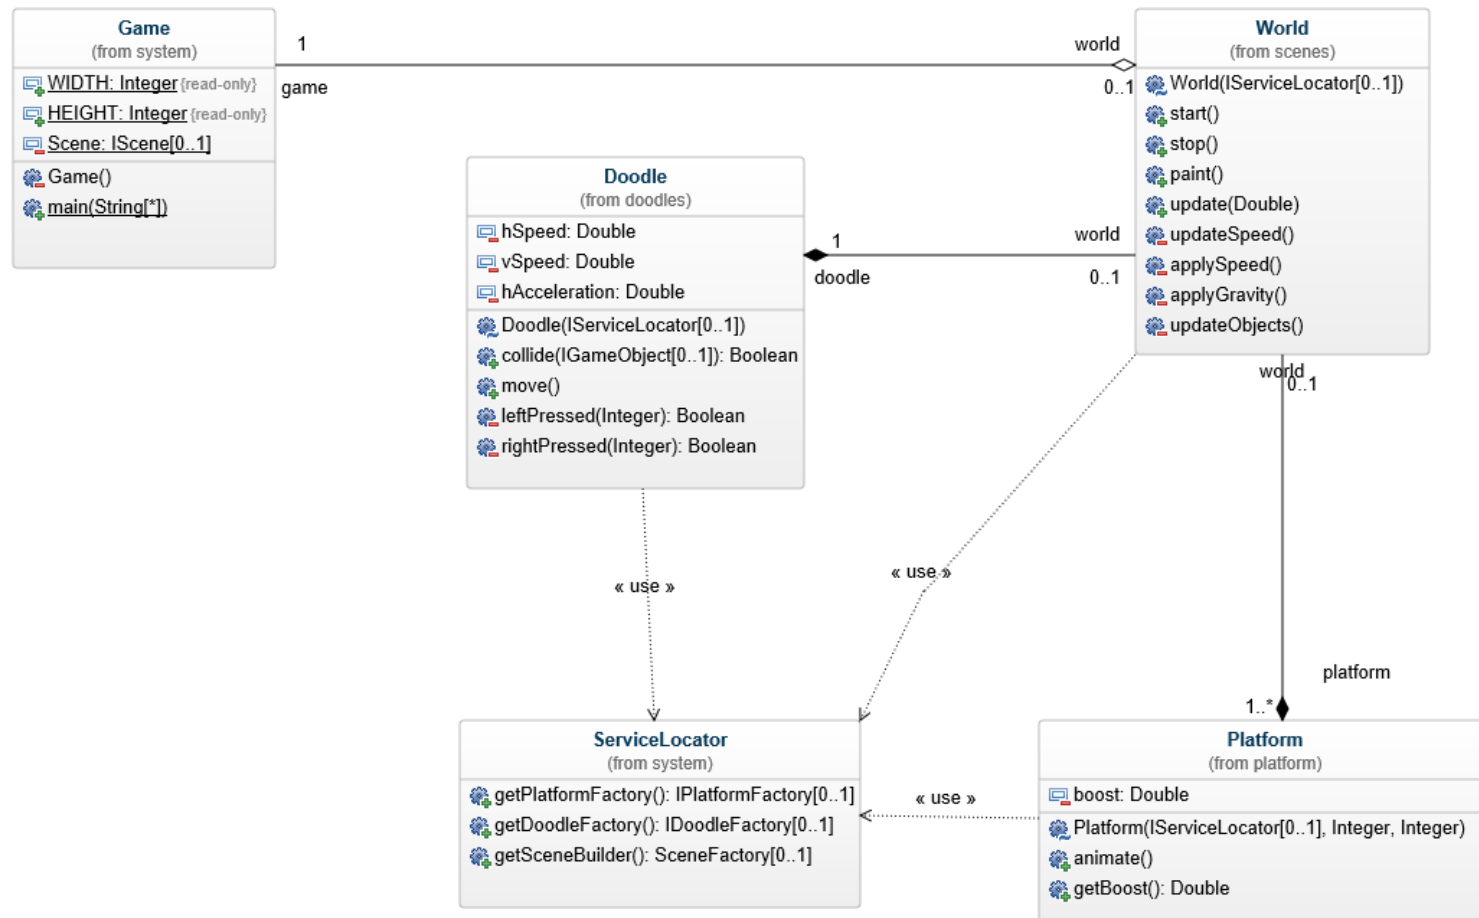 Game
(from system)
WIDTH: Integer {read-only}
HEIGHT: Integer {read-only}
Scene: IScene[0..1]
Game()
main(String[*])
1
game
world
0..1
World
(from scenes)
World(IServiceLocator[0..1])
start()
stop()
paint()
update(Double)
updateSpeed()
applySpeed()
applyGravity()
updateObjects()
Doodle
(from doodles)
hSpeed: Double
vSpeed: Double
hAcceleration: Double
Doodle(IServiceLocator[0..1])
collide(IGameObject[0..1]): Boolean
move()
leftPressed(Integer): Boolean
rightPressed(Integer): Boolean
1
doodle
world
0..1
world
0..1
« use »
« use »
platform
1..*
ServiceLocator
(from system)
getPlatformFactory(): IPlatformFactory[0..1]
getDoodleFactory(): IDoodleFactory[0..1]
getSceneBuilder(): SceneFactory[0..1]
« use »
Platform
(from platform)
boost: Double
Platform(IServiceLocator[0..1], Integer, Integer)
animate()
getBoost(): Double